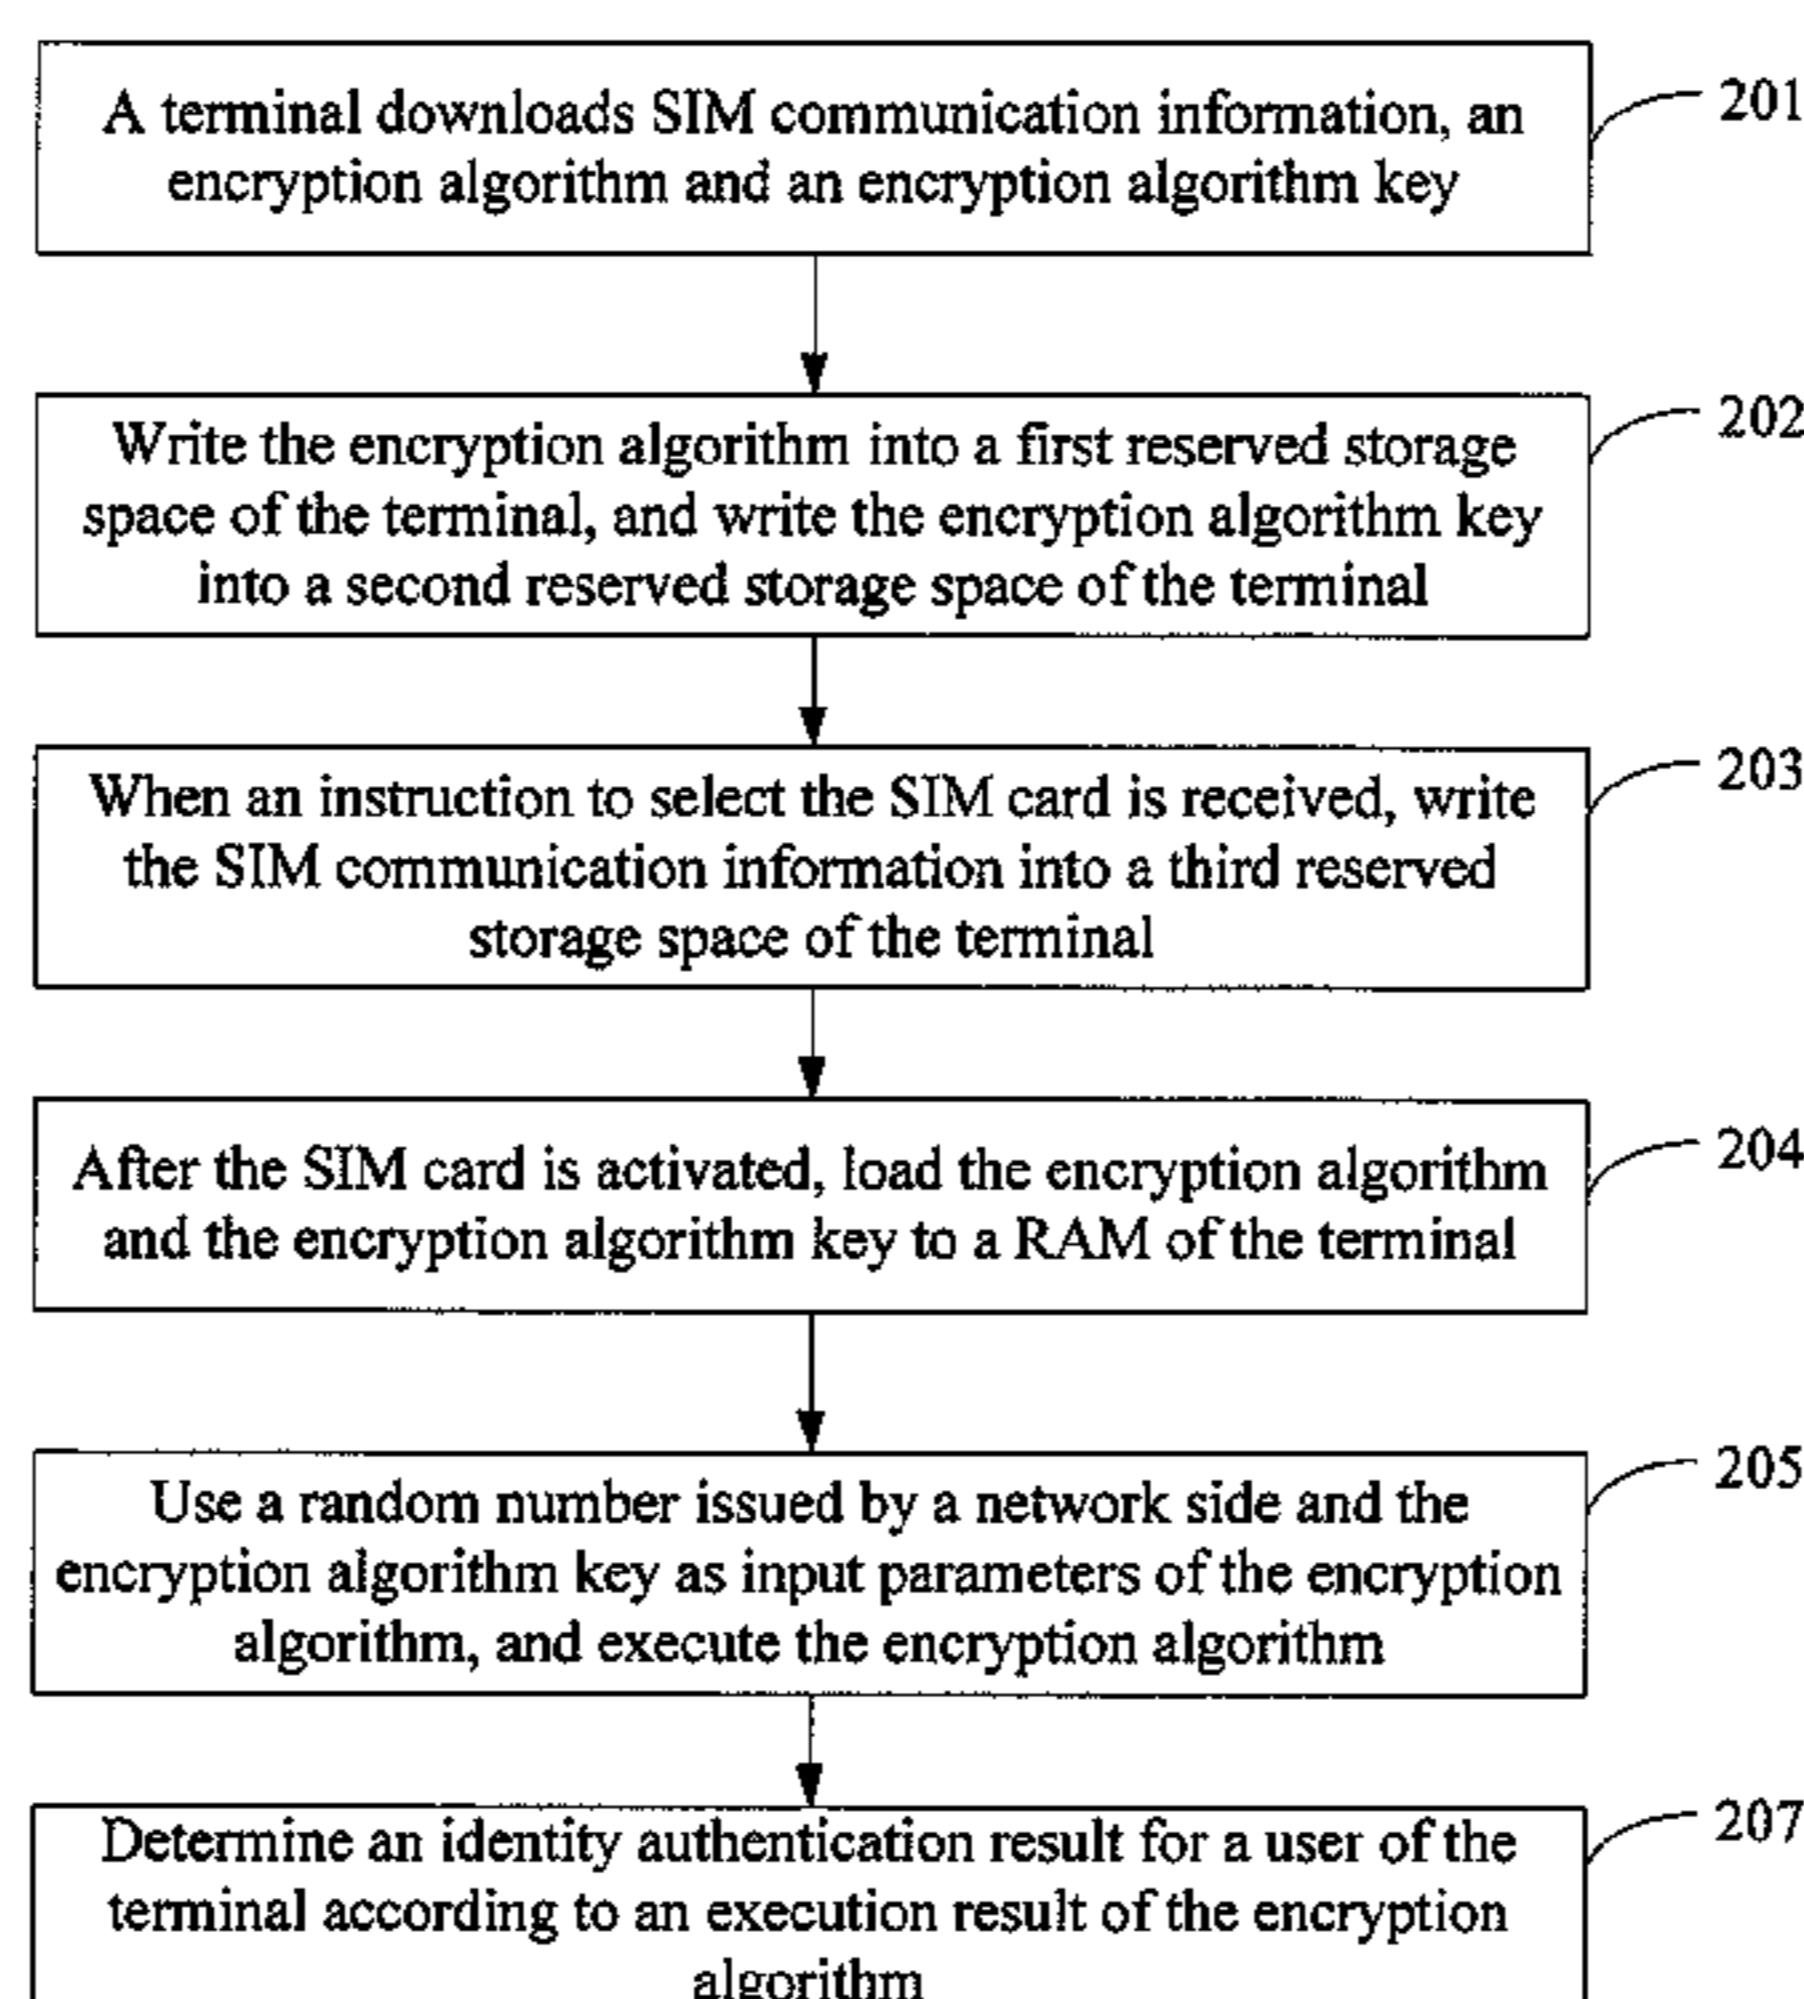 A terminal downloads SIM communication information, an
encryption algorithm and an encryption algorithm key
201
Write the encryption algorithm into a first reserved storage
space of the terminal, and write the encryption algorithm key
into a second reserved storage space of the terminal
202
When an instruction to select the SIM card is received, write
the SIM communication information into a third reserved
storage space of the terminal
203
After the SIM card is activated, load the encryption algorithm
and the encryption algorithm key to a RAM of the terminal
204
Use a random number issued by a network side and the
encryption algorithm key as input parameters of the encryption
algorithm, and execute the encryption algorithm
205
Determine an identity authentication result for a user of the
terminal according to an execution result of the encryption
algorithm
207